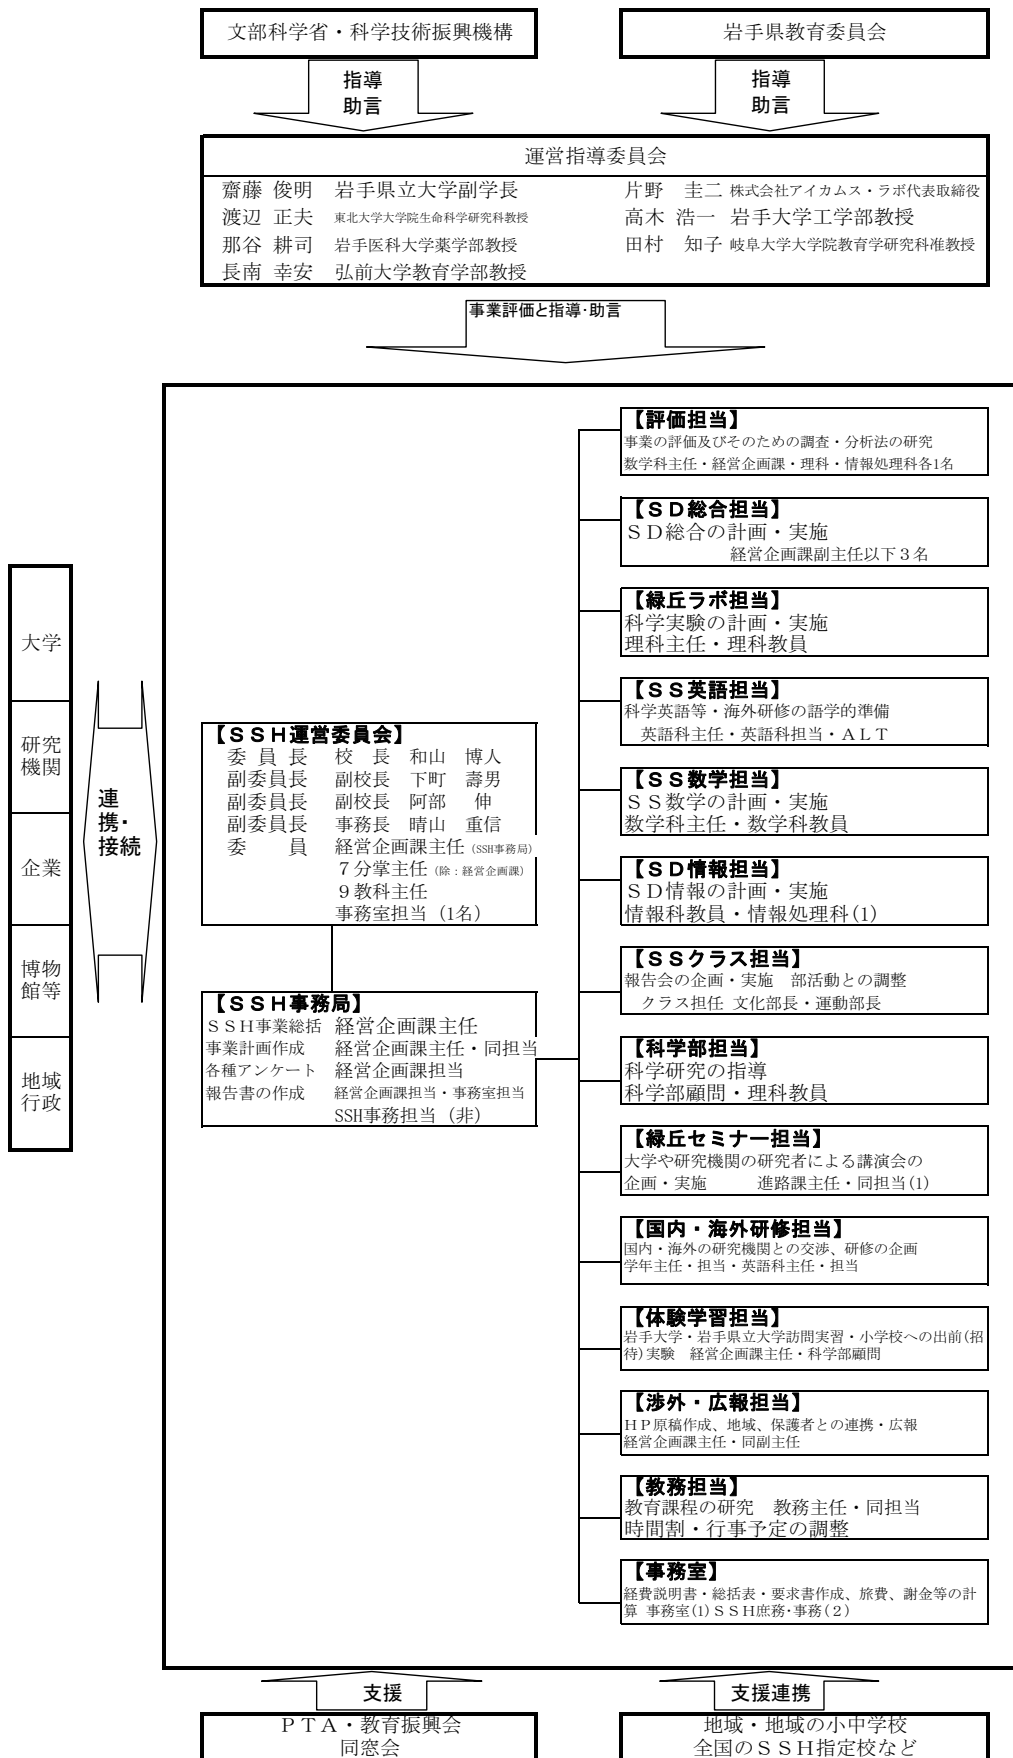 文部科学省・科学技術振興機構
岩手県教育委員会
指導
助言
指導
助言
運営指導委員会
齋藤 俊明 岩手県立大学副学長
片野 圭二 株式会社アイカムス・ラボ代表取締役
渡辺 正夫 東北大学大学院生命科学研究科教授
高木 浩一 岩手大学工学部教授
那谷 耕司 岩手医科大学薬学部教授
田村 知子 岐阜大学大学院教育学研究科准教授
長南 幸安 弘前大学教育学部教授
事業評価と指導・助言
大学
研究
機関
企業
博物
館等
地域
行政
連
携・
接続
【ＳＳＨ運営委員会】
委 員 長 校 長 和山 博人
副委員長 副校長 下町 壽男
副委員長 副校長 阿部 伸
副委員長 事務長 晴山 重信
委 員 経営企画課主任 (SSH事務局)
７分掌主任 (除：経営企画課)
９教科主任
事務室担当 (1名)
【ＳＳＨ事務局】
ＳＳＨ事業総括 経営企画課主任
事業計画作成 経営企画課主任・同担当
各種アンケート 経営企画課担当
報告書の作成 経営企画課担当・事務室担当
SSH事務担当 (非)
【評価担当】
事業の評価及びそのための調査・分析法の研究
数学科主任・経営企画課・理科・情報処理科各1名
【ＳＤ総合担当】
ＳＤ総合の計画・実施
経営企画課副主任以下３名
【緑丘ラボ担当】
科学実験の計画・実施
理科主任・理科教員
【ＳＳ英語担当】
科学英語等・海外研修の語学的準備
英語科主任・英語科担当・ＡＬＴ
【ＳＳ数学担当】
ＳＳ数学の計画・実施
数学科主任・数学科教員
【ＳＤ情報担当】
ＳＤ情報の計画・実施
情報科教員・情報処理科(1)
【ＳＳクラス担当】
報告会の企画・実施 部活動との調整
クラス担任 文化部長・運動部長
【科学部担当】
科学研究の指導
科学部顧問・理科教員
【緑丘セミナー担当】
大学や研究機関の研究者による講演会の
企画・実施 進路課主任・同担当(1)
【国内・海外研修担当】
国内・海外の研究機関との交渉、研修の企画
学年主任・担当・英語科主任・担当
【体験学習担当】
岩手大学・岩手県立大学訪問実習・小学校への出前(招
待)実験 経営企画課主任・科学部顧問
【渉外・広報担当】
ＨＰ原稿作成、地域、保護者との連携・広報
経営企画課主任・同副主任
【教務担当】
教育課程の研究 教務主任・同担当
時間割・行事予定の調整
【事務室】
経費説明書・総括表・要求書作成、旅費、謝金等の計
算 事務室(1)ＳＳＨ庶務・事務(２)
支援
支援連携
ＰＴＡ・教育振興会
同窓会
地域・地域の小中学校
全国のＳＳＨ指定校など